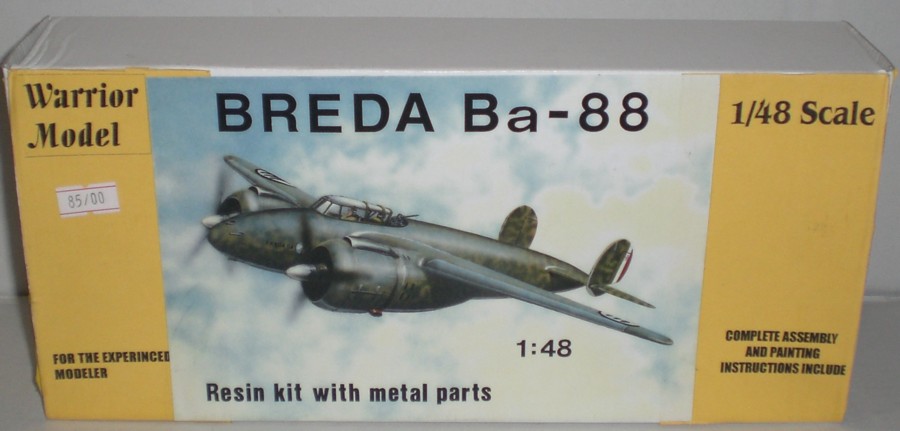 Warrior
Model
BREDA Ba-88
1/48 Scale
85/00
1:48
FOR THE EXPERINCED
MODELER
Resin kit with metal parts
COMPLETE ASSEMBLY
AND PAINTING
INSTRUCTIONS INCLUDE